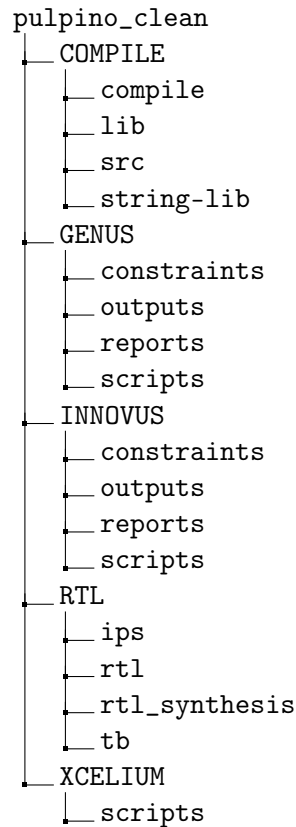 pulpino_clean
COMPILE
compile
lib
src
string-lib
GENUS
constraints
outputs
reports
scripts
INNOVUS
constraints
outputs
reports
scripts
RTL
ips
rtl
rtl_synthesis
tb
XCELIUM
scripts